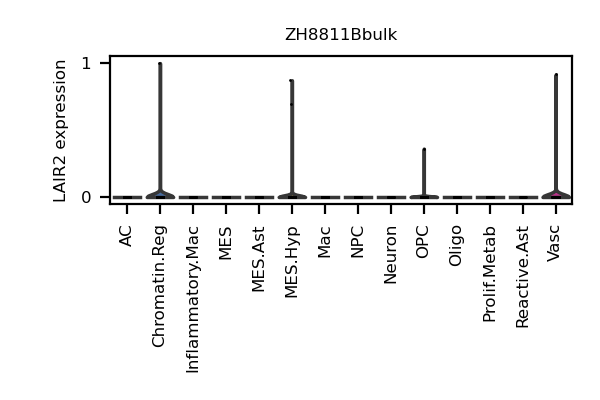 ZH8811Bbulk
LAIR2 expression
1
0
AC
Chromatin.Reg
Inflammatory.Mac
MES
MES.Ast
MES.Hyp
Mac
NPC
Neuron
OPC
Oligo
Prolif.Metab
Reactive.Ast
Vasc